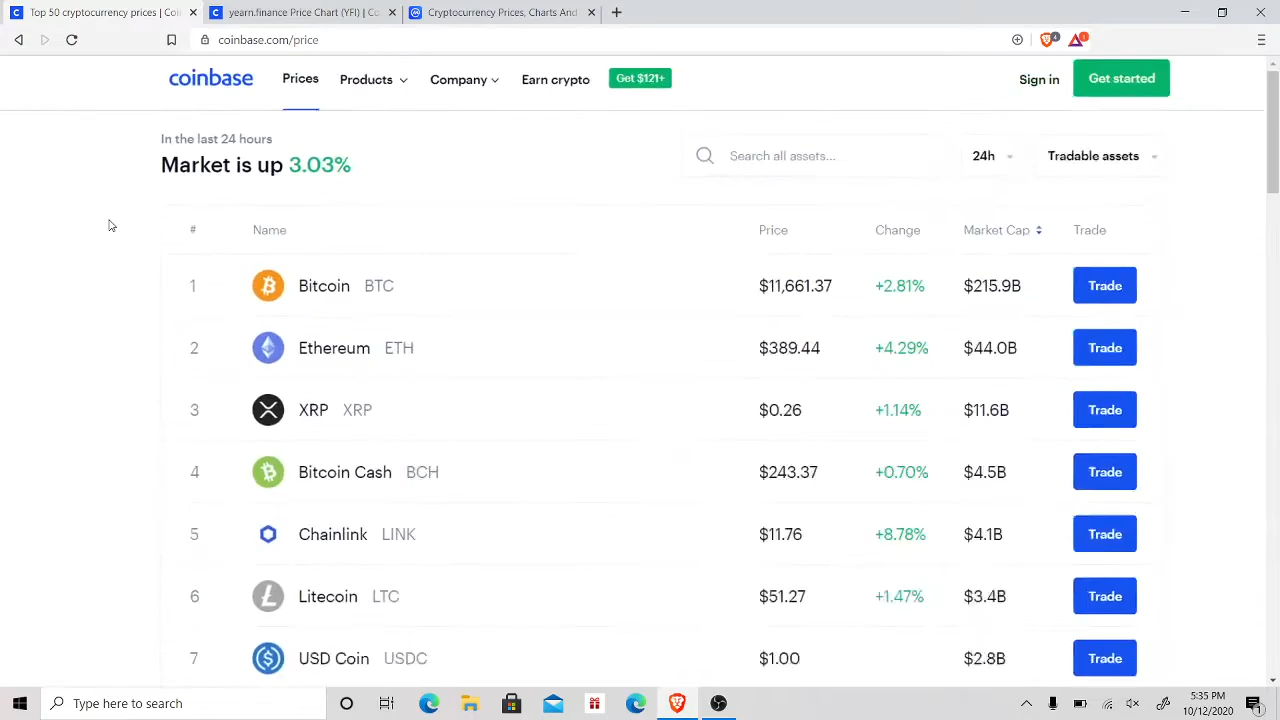 Top 50 cryptocurrency prices | Coin
yearn.finance Price Chart (YFI) | Co
Cryptocurrency Prices, Charts And
coinbase.com/price
4
1
coinbase
Prices
Products
Company
Earn crypto
Get $121+
Sign in
Get started
In the last 24 hours
Market is up 3.03%
Search all assets...
24h
Tradable assets
# Name Price Change Market Cap Trade
1 Bitcoin BTC $11,661.37 +2.81% $215.9B Trade
2 Ethereum ETH $389.44 +4.29% $44.0B Trade
3 XRP XRP $0.26 +1.14% $11.6B Trade
4 Bitcoin Cash BCH $243.37 +0.70% $4.5B Trade
5 Chainlink LINK $11.76 +8.78% $4.1B Trade
6 Litecoin LTC $51.27 +1.47% $3.4B Trade
7 USD Coin USDC $1.00 $2.8B Trade
Type here to search
5:35 PM
10/12/2020
1